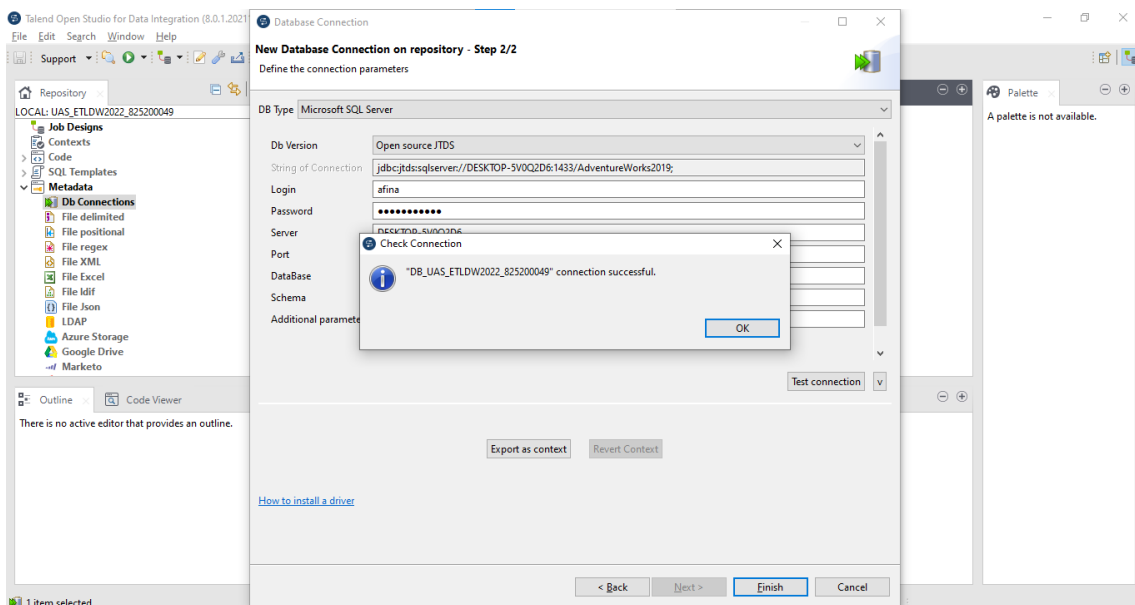 Talend Open Studio for Data Integration (8.0.1.2021
File Edit Search Window Help
Support
Repository
LOCAL: UAS_ETLDW2022_825200049
Job Designs
Contexts
Code
SQL Templates
Metadata
Db Connections
File delimited
File positional
File regex
File XML
File Excel
File ldif
File Json
LDAP
Azure Storage
Google Drive
Marketo
Outline
Code Viewer
There is no active editor that provides an outline.
1 item selected
Database Connection
New Database Connection on repository - Step 2/2
Define the connection parameters
DB Type Microsoft SQL Server
Db Version Open source JTDS
String of Connection jdbc:jtds:sqlserver://DESKTOP-5V0Q2D6:1433/AdventureWorks2019;
Login afina
Password •••••••••••
Server DESKTOP-5V0Q2D6
Port
DataBase
Schema
Additional paramete
Check Connection
"DB_UAS_ETLDW2022_825200049" connection successful.
OK
Test connection v
Export as context Revert Context
How to install a driver
< Back Next > Finish Cancel
Palette
A palette is not available.